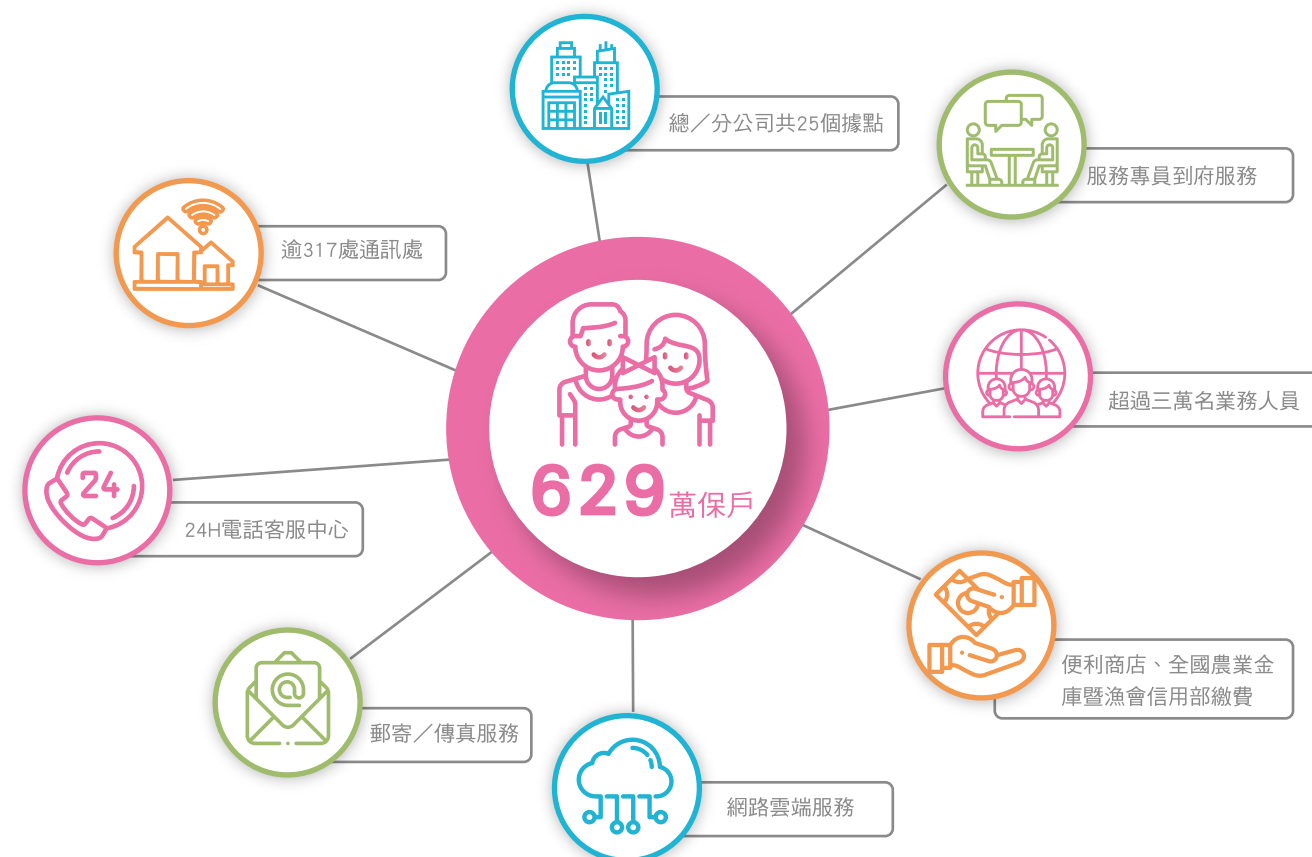 總／分公司共25個據點
服務專員到府服務
逾317處通訊處
超過三萬名業務人員
629萬保戶
24
24H電話客服中心
便利商店、全國農業金
庫暨漁會信用部繳費
@
郵寄／傳真服務
網路雲端服務